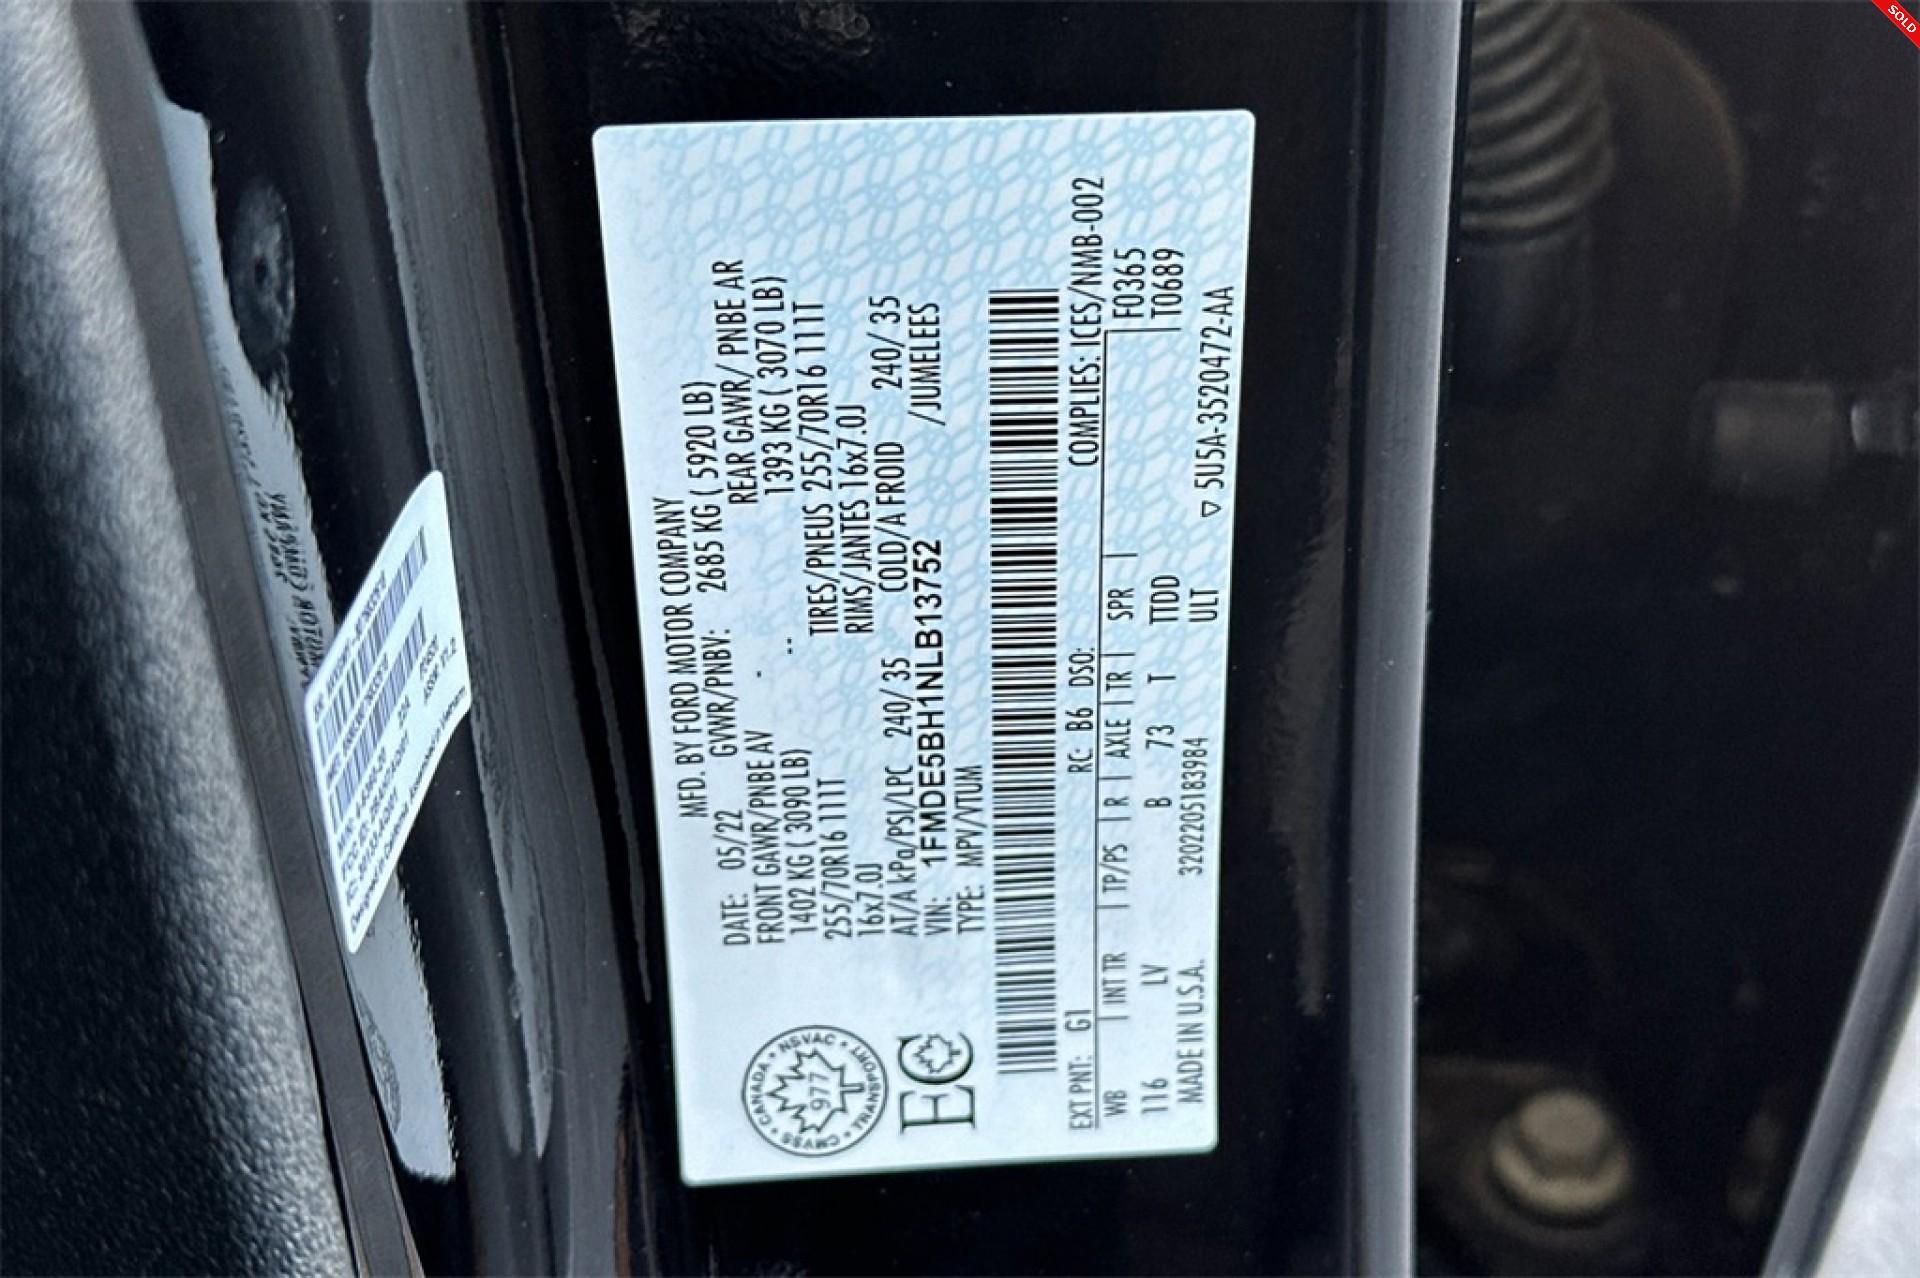 SOLD
MFD. BY FORD MOTOR COMPANY
DATE: 05/22 GVWR/PNBV: 2685 KG ( 5920 LB)
FRONT GAWR/PNBE AV REAR GAWR/ PNBE AR
1402 KG ( 3090 LB) 1393 KG ( 3070 LB)
255/70R16 111T TIRES/PNEUS 255/70R16 111T
16x7.0J RIMS/JANTES 16x7.0J
AT/A kPa/PSI/LPC 240/ 35 COLD/A FROID 240/ 35
VIN: 1FMDE5BH1NLB13752 /JUMELEES
TYPE: MPV/VTUM
CANADA • NSVAC • TRANSPORT • CMVSS
977
EC
COMPLIES: ICES/NMB-002
EXT PNT: G1 RC: B6 DSO: F0365
WB INT TR TP/PS R AXLE TR SPR T0689
116 LV B 73 T TTDD
MADE IN U.S.A. 3202205183984 ULT
▽ 5U5A-3520472-AA